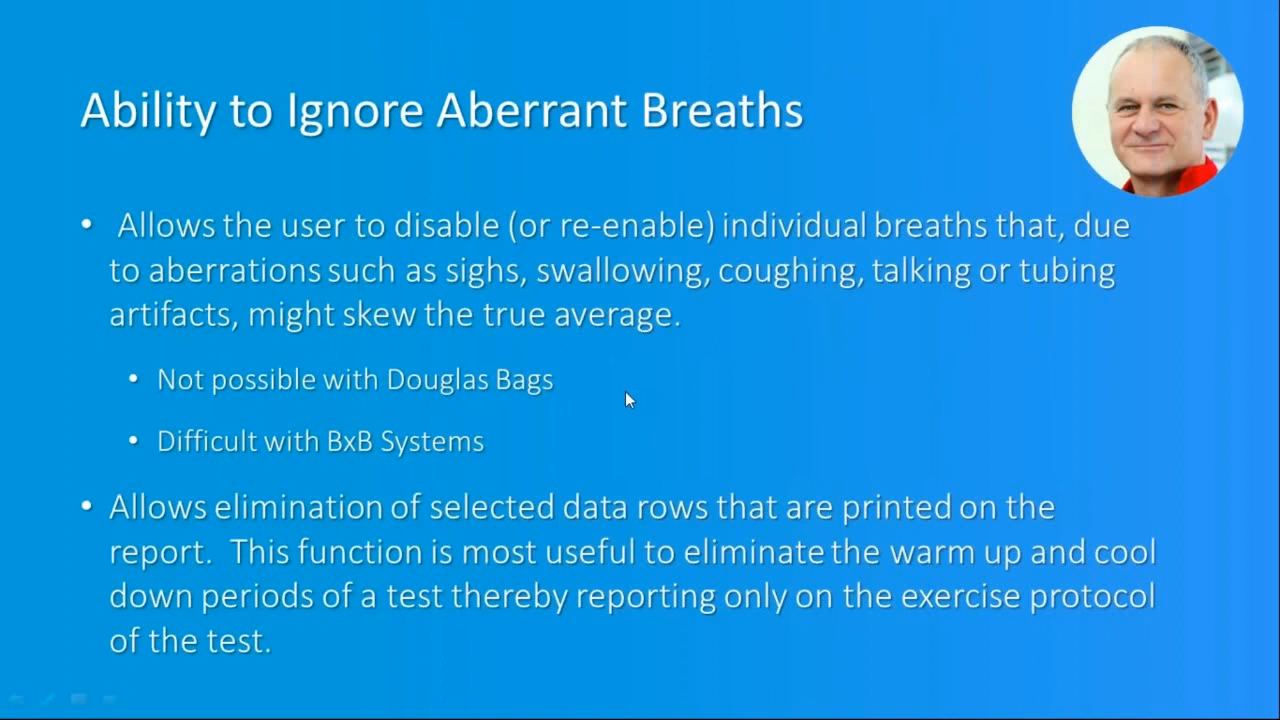 Ability to Ignore Aberrant Breaths
• Allows the user to disable (or re-enable) individual breaths that, due
to aberrations such as sighs, swallowing, coughing, talking or tubing
artifacts, might skew the true average.
• Not possible with Douglas Bags
• Difficult with BxB Systems
• Allows elimination of selected data rows that are printed on the
report.  This function is most useful to eliminate the warm up and cool
down periods of a test thereby reporting only on the exercise protocol
of the test.